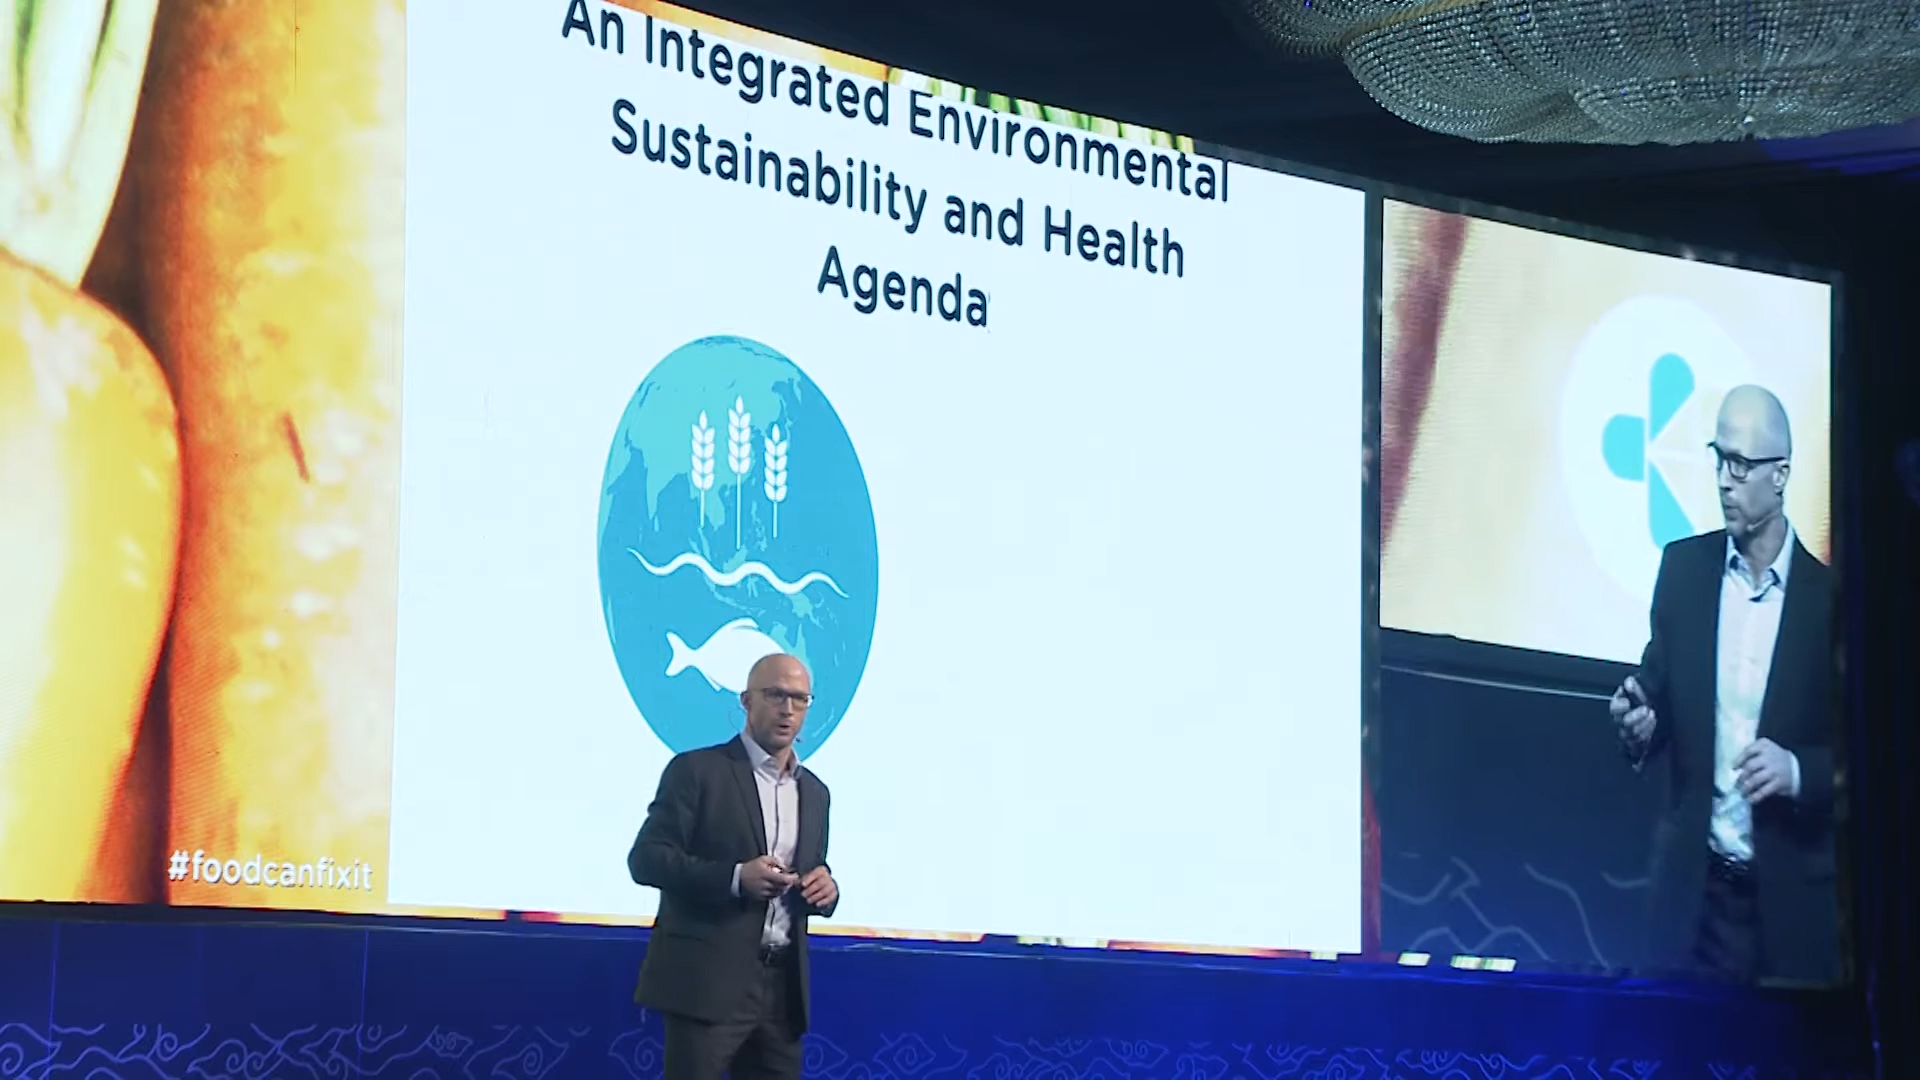 An Integrated Environmental
Sustainability and Health
Agenda
#foodcanfixit